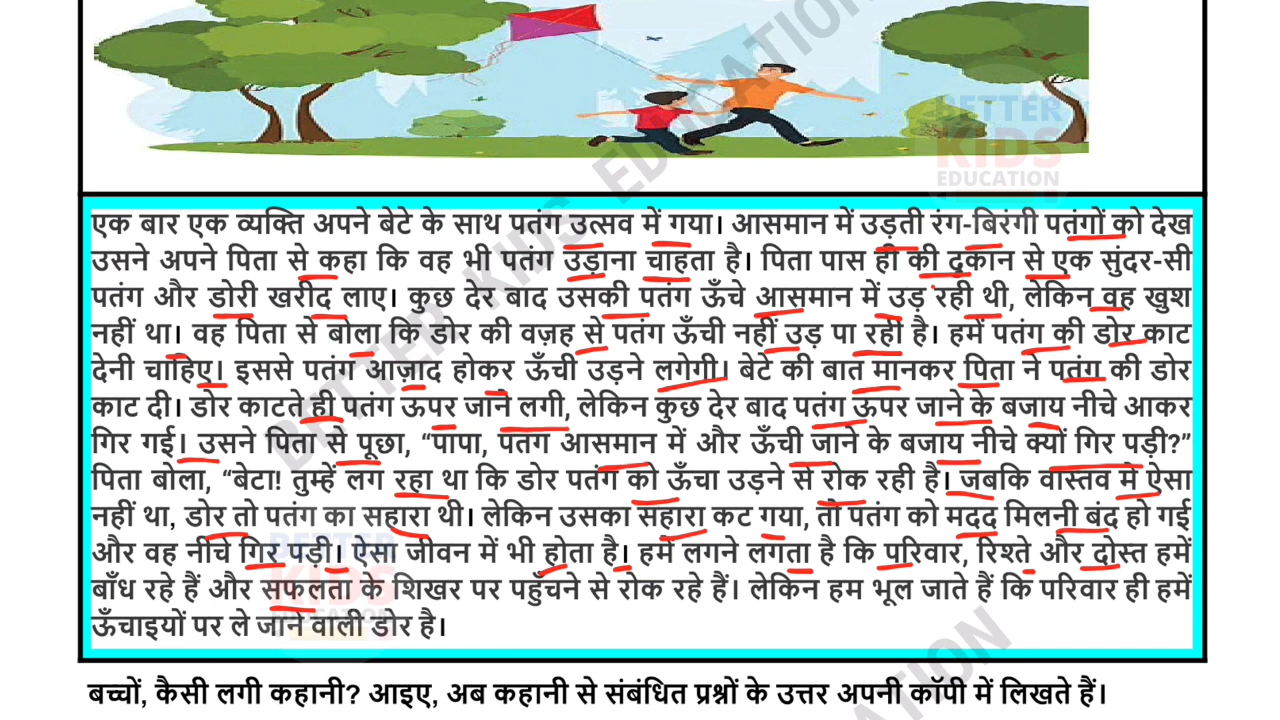 BETTER
KIDS
EDUCATION
एक बार एक व्यक्ति अपने बेटे के साथ पतंग उत्सव में गया। आसमान में उड़ती रंग-बिरंगी पतंगों को देख
उसने अपने पिता से कहा कि वह भी पतंग उड़ाना चाहता है। पिता पास ही की दुकान से एक सुंदर-सी
पतंग और डोरी खरीद लाए। कुछ देर बाद उसकी पतंग ऊँचे आसमान में उड़ रही थी, लेकिन वह खुश
नहीं था। वह पिता से बोला कि डोर की वज़ह से पतंग ऊँची नहीं उड़ पा रही है। हमें पतंग की डोर काट
देनी चाहिए। इससे पतंग आज़ाद होकर ऊँची उड़ने लगेगी। बेटे की बात मानकर पिता ने पतंग की डोर
काट दी। डोर काटते ही पतंग ऊपर जाने लगी, लेकिन कुछ देर बाद पतंग ऊपर जाने के बजाय नीचे आकर
गिर गई। उसने पिता से पूछा, “पापा, पतंग आसमान में और ऊँची जाने के बजाय नीचे क्यों गिर पड़ी?”
पिता बोला, “बेटा! तुम्हें लग रहा था कि डोर पतंग को ऊँचा उड़ने से रोक रही है। जबकि वास्तव मे ऐसा
नहीं था, डोर तो पतंग का सहारा थी। लेकिन उसका सहारा कट गया, तो पतंग को मदद मिलनी बंद हो गई
और वह नीचे गिर पड़ी। ऐसा जीवन में भी होता है। हमें लगने लगता है कि परिवार, रिश्ते और दोस्त हमें
बाँध रहे हैं और सफलता के शिखर पर पहुँचने से रोक रहे हैं। लेकिन हम भूल जाते हैं कि परिवार ही हमें
ऊँचाइयों पर ले जाने वाली डोर है।
बच्चों, कैसी लगी कहानी? आइए, अब कहानी से संबंधित प्रश्नों के उत्तर अपनी कॉपी में लिखते हैं।
BETTER KIDS EDUCATION